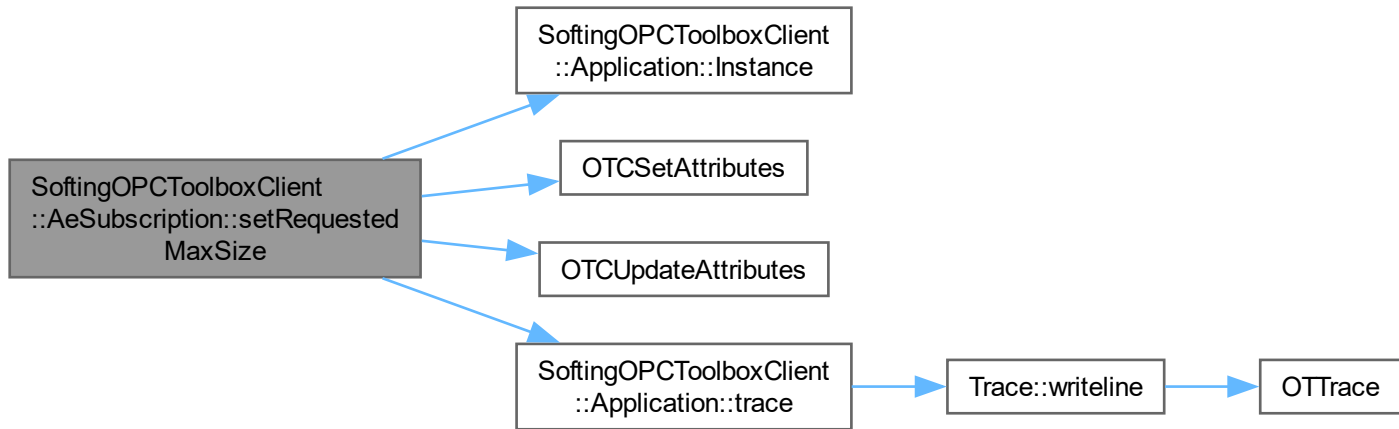 SoftingOPCToolboxClient
::AeSubscription::setRequested
MaxSize
SoftingOPCToolboxClient
::Application::Instance
OTCSetAttributes
OTCUpdateAttributes
SoftingOPCToolboxClient
::Application::trace
Trace::writeline
OTTrace